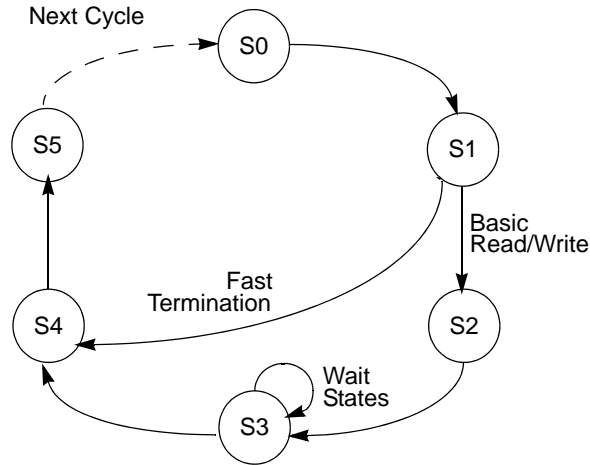 Next Cycle
S0
S5
S1
Basic
Read/Write
Fast
Termination
S4
S2
Wait
States
S3